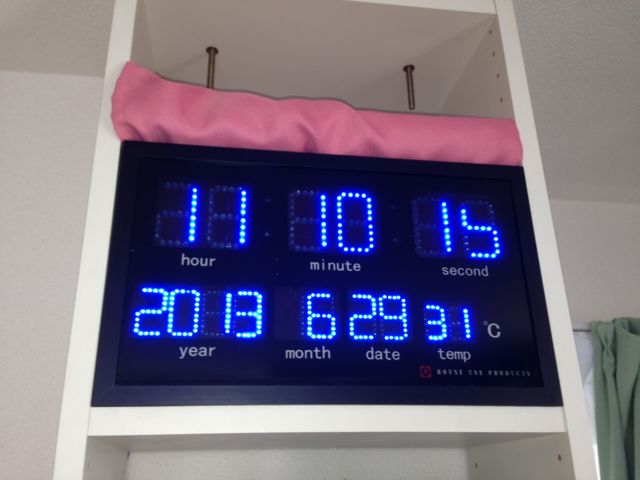 11 10 15
hour minute second
2013 6 29 31 °C
year month date temp
HOUSE USE PRODUCTS